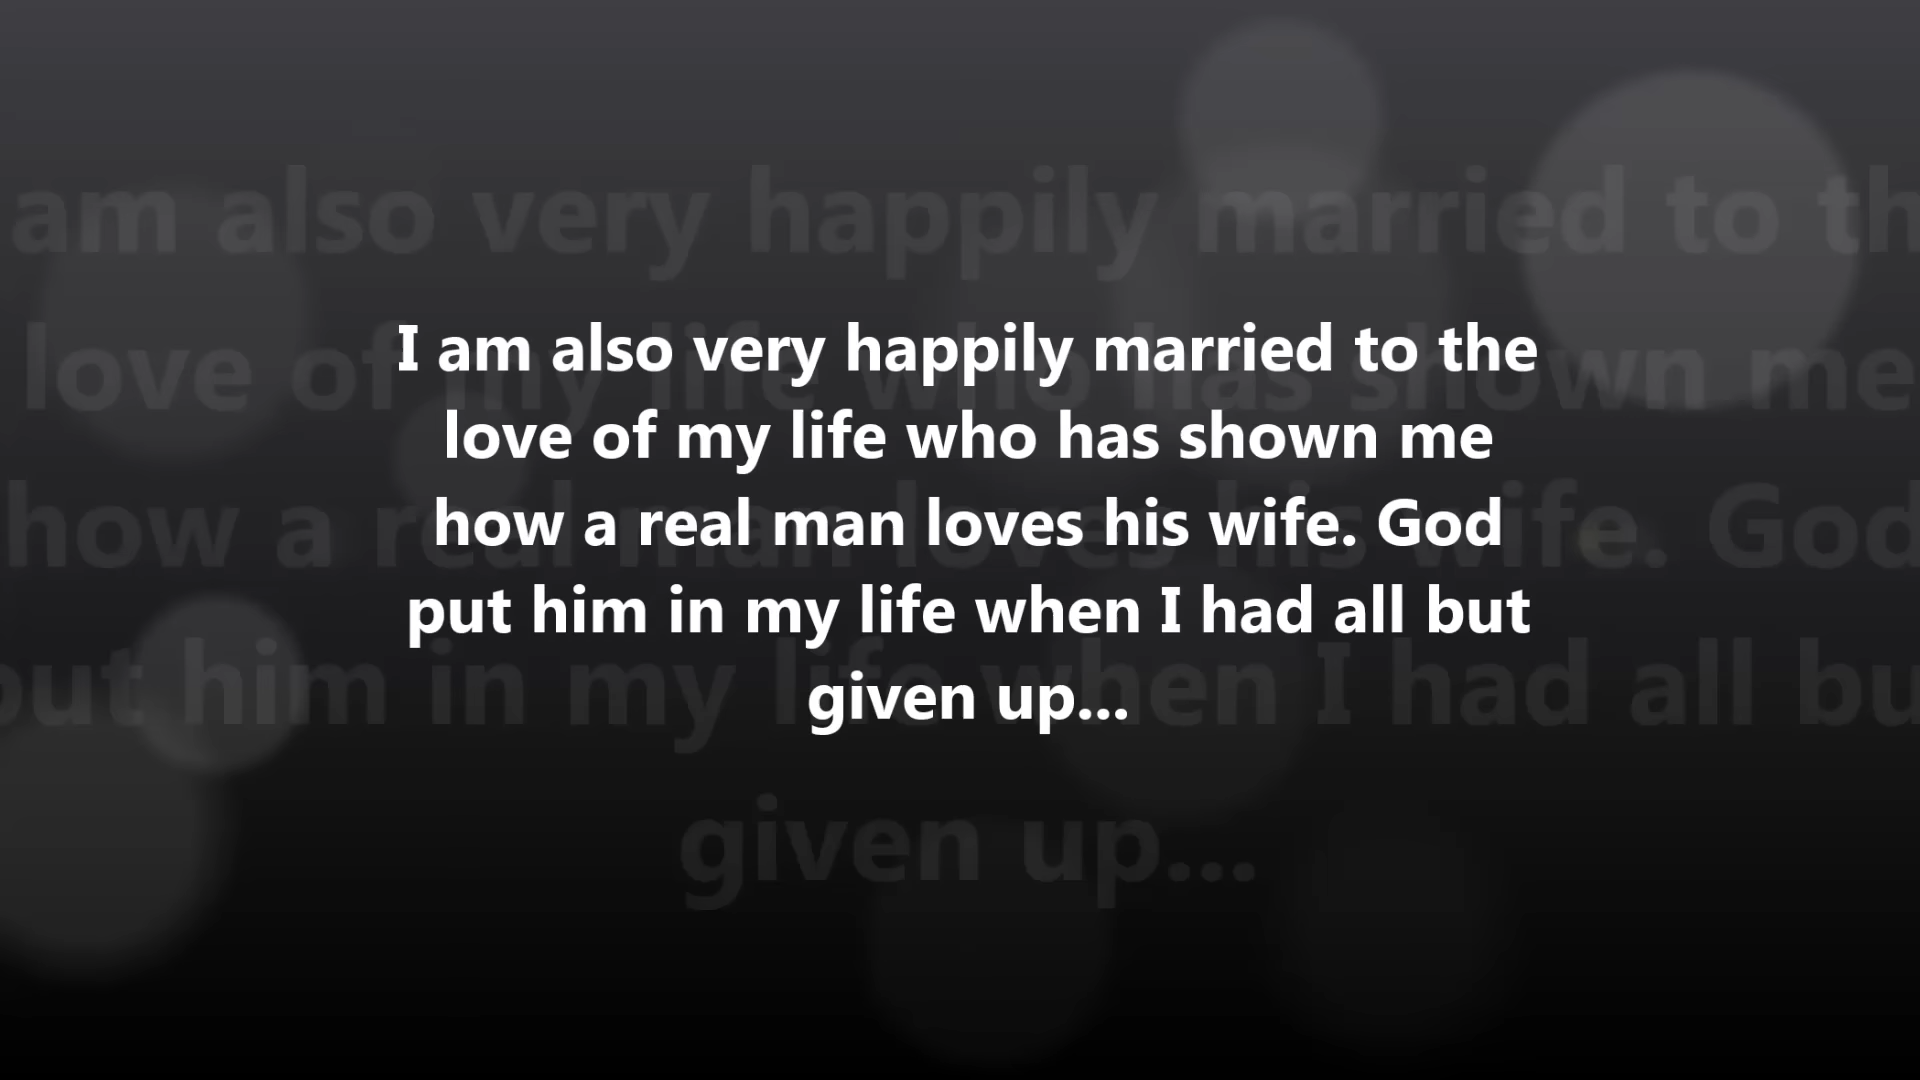 I am also very happily married to the
love of my life who has shown me
how a real man loves his wife. God
put him in my life when I had all but
given up...